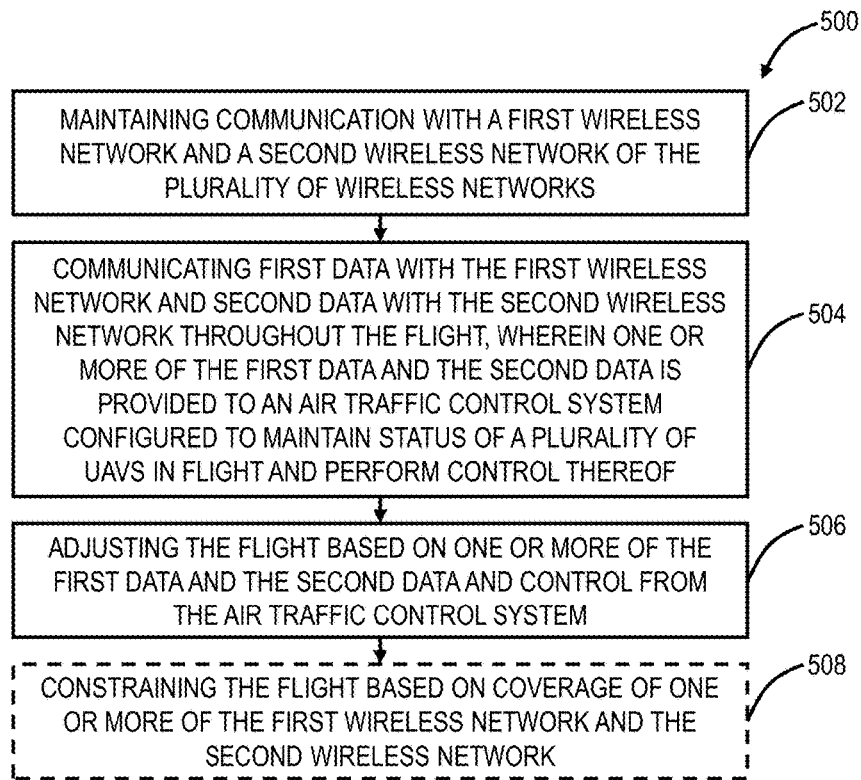 500
MAINTAINING COMMUNICATION WITH A FIRST WIRELESS
NETWORK AND A SECOND WIRELESS NETWORK OF THE
PLURALITY OF WIRELESS NETWORKS
502
COMMUNICATING FIRST DATA WITH THE FIRST WIRELESS
NETWORK AND SECOND DATA WITH THE SECOND WIRELESS
NETWORK THROUGHOUT THE FLIGHT, WHEREIN ONE OR
MORE OF THE FIRST DATA AND THE SECOND DATA IS
PROVIDED TO AN AIR TRAFFIC CONTROL SYSTEM
CONFIGURED TO MAINTAIN STATUS OF A PLURALITY OF
UAVS IN FLIGHT AND PERFORM CONTROL THEREOF
504
ADJUSTING THE FLIGHT BASED ON ONE OR MORE OF THE
FIRST DATA AND THE SECOND DATA AND CONTROL FROM
THE AIR TRAFFIC CONTROL SYSTEM
506
CONSTRAINING THE FLIGHT BASED ON COVERAGE OF ONE
OR MORE OF THE FIRST WIRELESS NETWORK AND THE
SECOND WIRELESS NETWORK
508